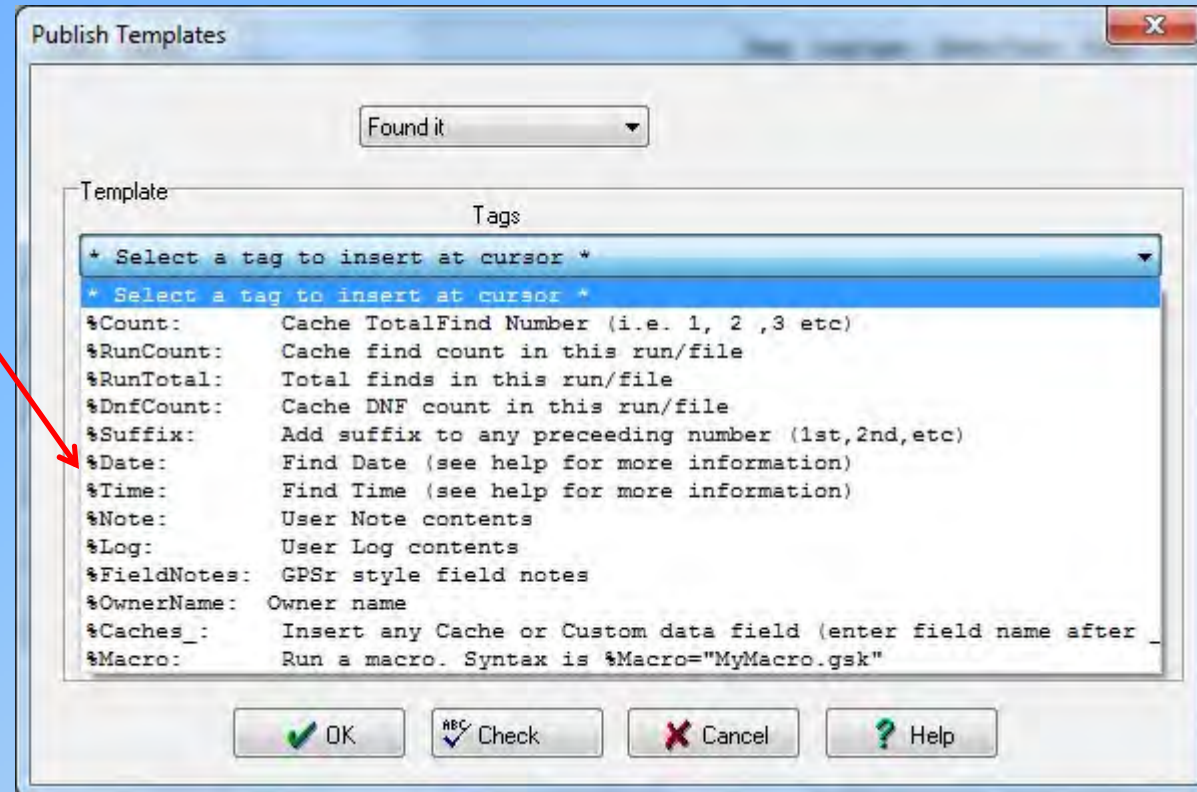 Publish Templates
Found it
Template
Tags
* Select a tag to insert at cursor *
* Select a tag to insert at cursor *
%Count: Cache TotalFind Number (i.e. 1, 2 ,3 etc)
%RunCount: Cache find count in this run/file
%RunTotal: Total finds in this run/file
%DnfCount: Cache DNF count in this run/file
%Suffix: Add suffix to any preceeding number (1st,2nd,etc)
%Date: Find Date (see help for more information)
%Time: Find Time (see help for more information)
%Note: User Note contents
%Log: User Log contents
%FieldNotes: GPSr style field notes
%OwnerName: Owner name
%Caches_: Insert any Cache or Custom data field (enter field name after _
%Macro: Run a macro. Syntax is %Macro="MyMacro.gsk"
OK ABC Check Cancel ? Help